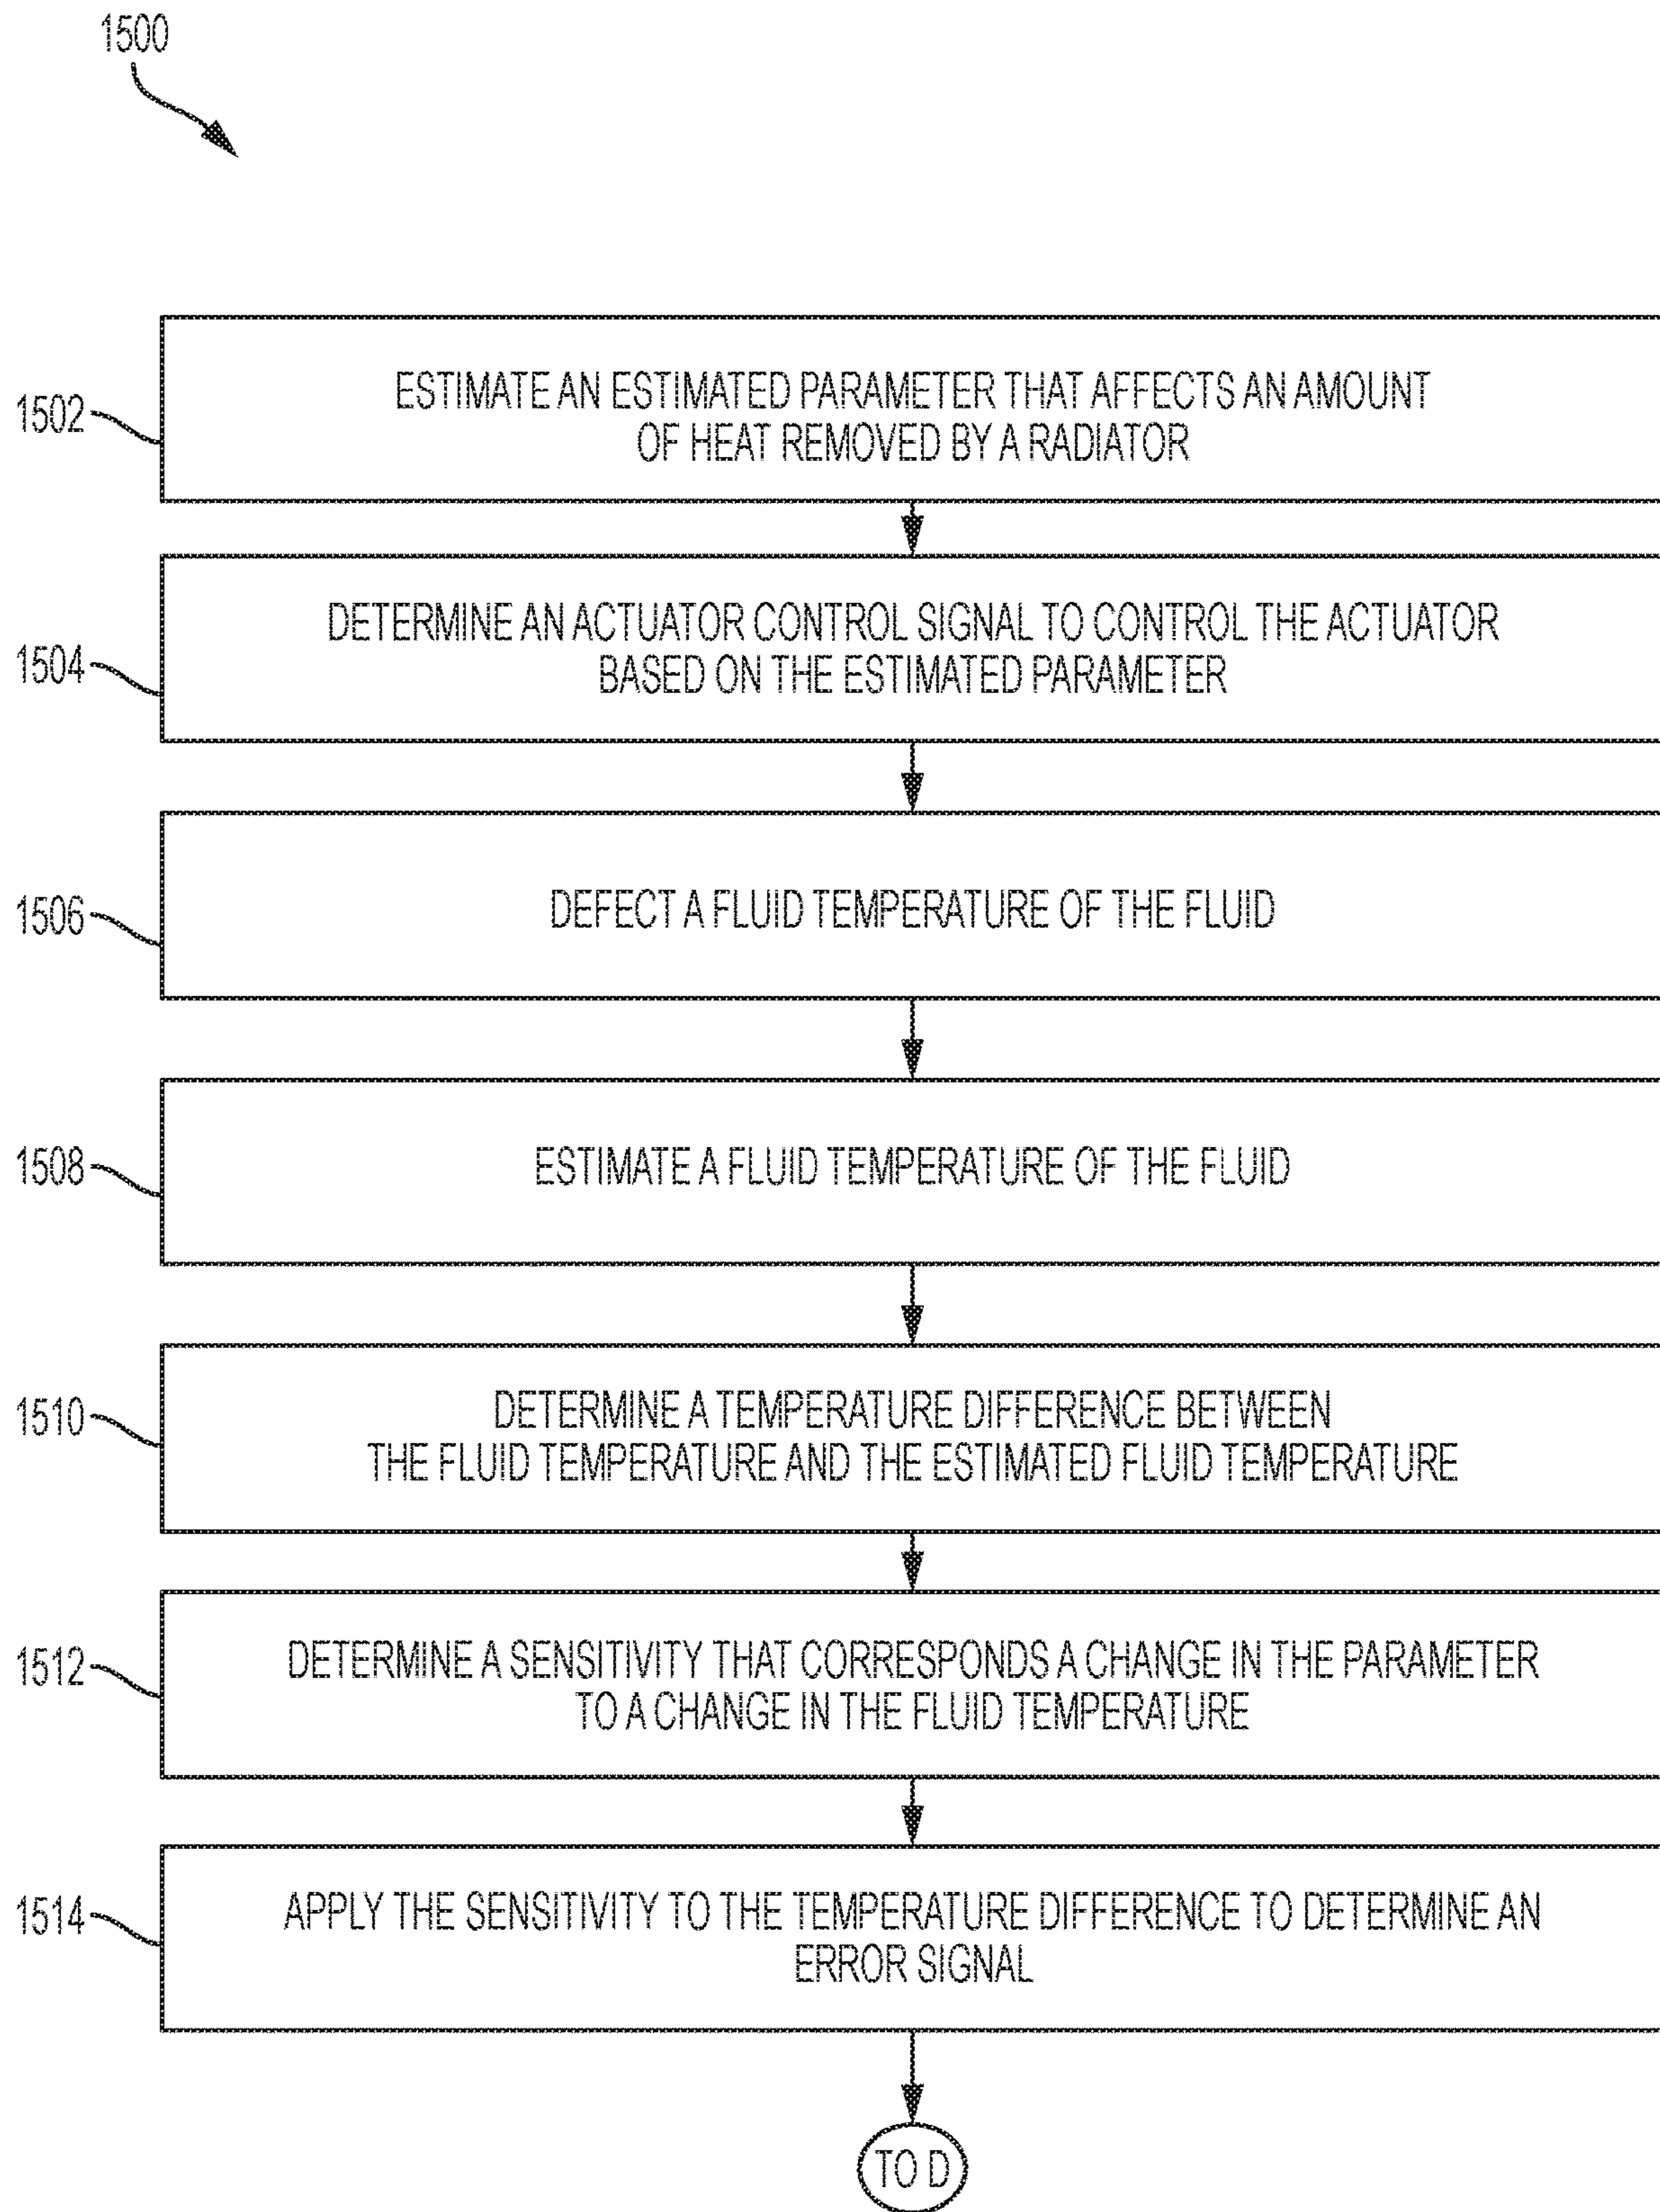 1500
1502
ESTIMATE AN ESTIMATED PARAMETER THAT AFFECTS AN AMOUNT
OF HEAT REMOVED BY A RADIATOR
1504
DETERMINE AN ACTUATOR CONTROL SIGNAL TO CONTROL THE ACTUATOR
BASED ON THE ESTIMATED PARAMETER
1506
DEFECT A FLUID TEMPERATURE OF THE FLUID
1508
ESTIMATE A FLUID TEMPERATURE OF THE FLUID
1510
DETERMINE A TEMPERATURE DIFFERENCE BETWEEN
THE FLUID TEMPERATURE AND THE ESTIMATED FLUID TEMPERATURE
1512
DETERMINE A SENSITIVITY THAT CORRESPONDS A CHANGE IN THE PARAMETER
TO A CHANGE IN THE FLUID TEMPERATURE
1514
APPLY THE SENSITIVITY TO THE TEMPERATURE DIFFERENCE TO DETERMINE AN
ERROR SIGNAL
TO D